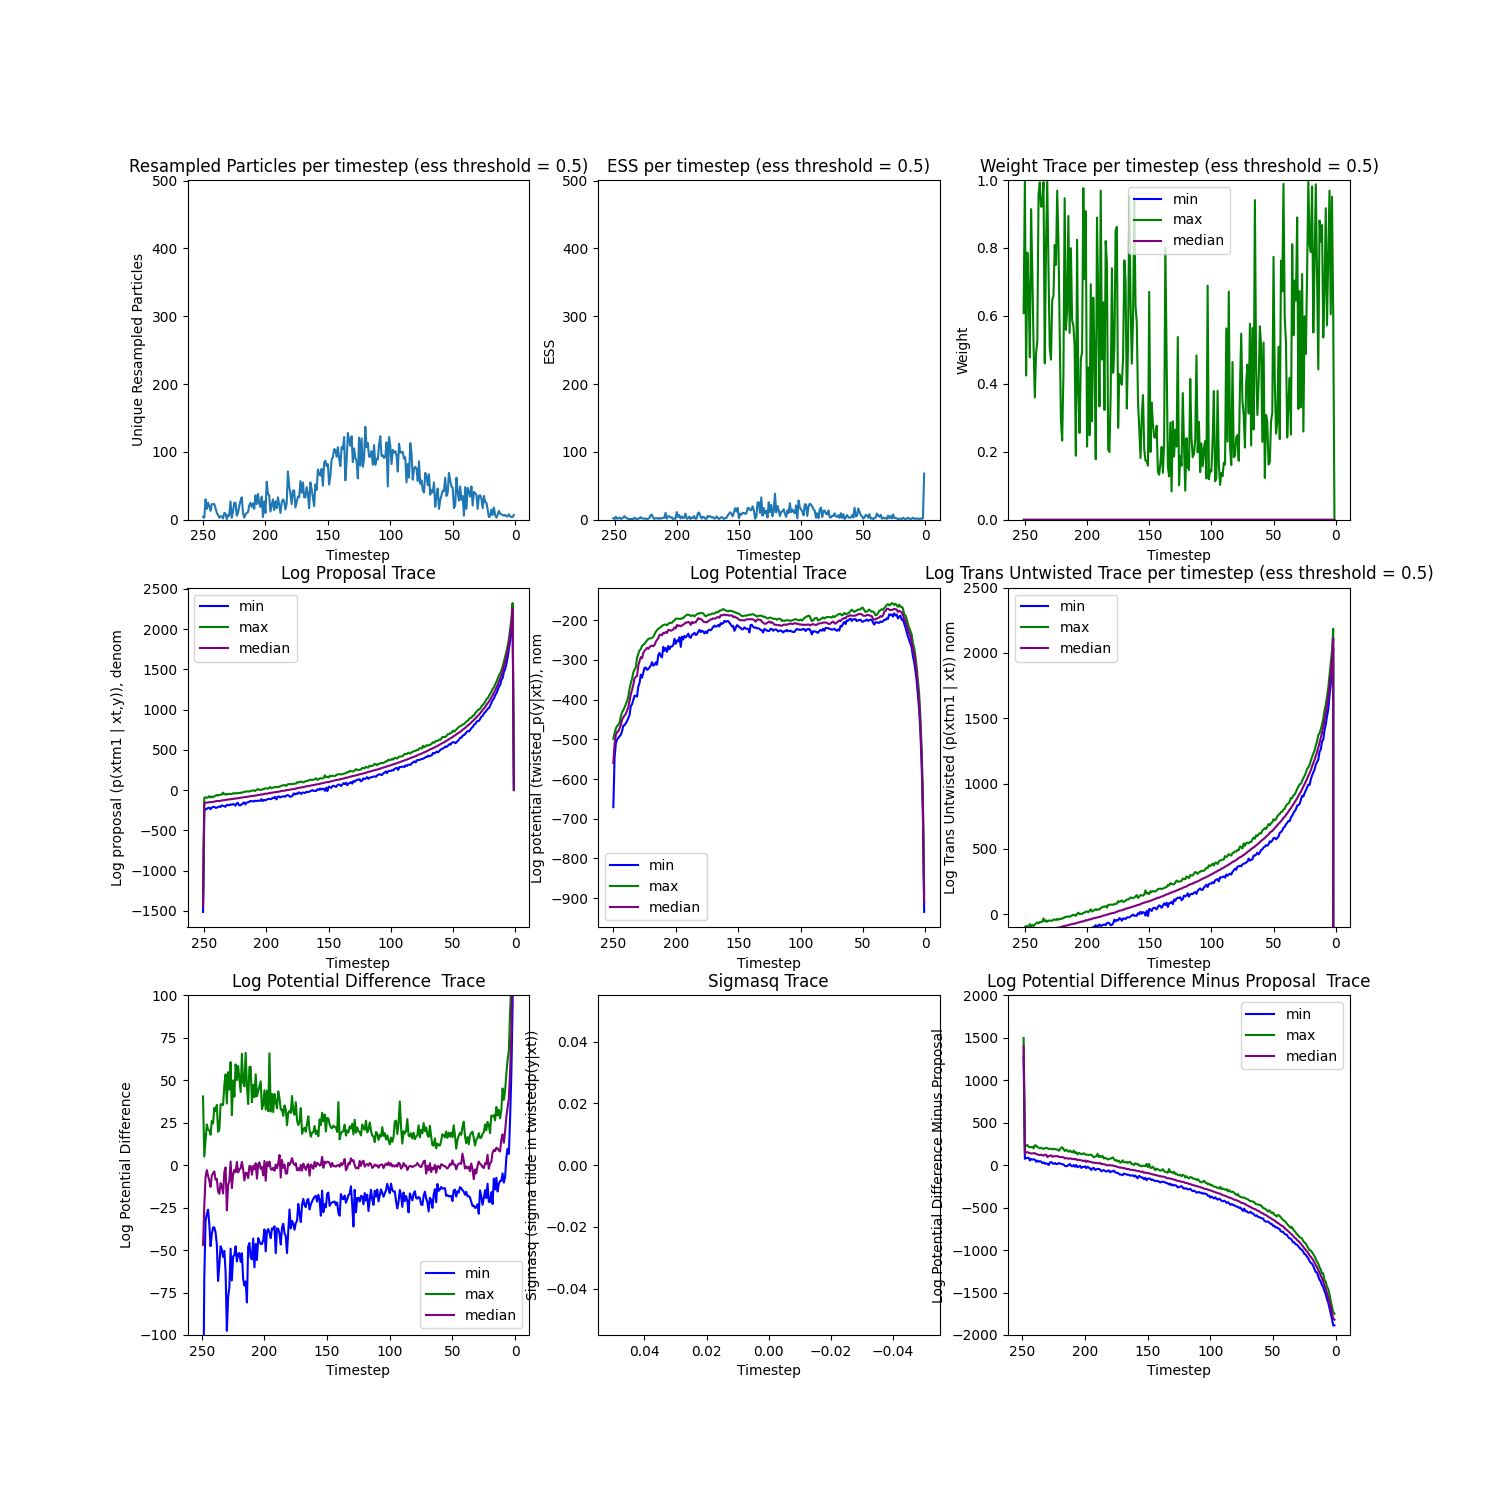 Resampled Particles per timestep (ess threshold = 0.5)
Unique Resampled Particles
500
400
300
200
100
0
250 200 150 100 50 0
Timestep
ESS per timestep (ess threshold = 0.5)
ESS
500
400
300
200
100
0
250 200 150 100 50 0
Timestep
Weight Trace per timestep (ess threshold = 0.5)
Weight
1.0
0.8
0.6
0.4
0.2
0.0
min
max
median
250 200 150 100 50 0
Timestep
Log Proposal Trace
Log proposal (p(xtm1 | xt,y)), denom
2500
2000
1500
1000
500
0
−500
−1000
−1500
min
max
median
250 200 150 100 50 0
Timestep
Log Potential Trace
Log potential (twisted_p(y|xt)), nom
−200
−300
−400
−500
−600
−700
−800
−900
min
max
median
250 200 150 100 50 0
Timestep
Log Trans Untwisted Trace per timestep (ess threshold = 0.5)
Log Trans Untwisted (p(xtm1 | xt)) nom
2500
2000
1500
1000
500
0
min
max
median
250 200 150 100 50 0
Timestep
Log Potential Difference  Trace
Log Potential Difference
100
75
50
25
0
−25
−50
−75
−100
min
max
median
250 200 150 100 50 0
Timestep
Sigmasq Trace
Sigmasq (sigma tilde in twistedp(y|xt))
0.04
0.02
0.00
−0.02
−0.04
0.04 0.02 0.00 −0.02 −0.04
Timestep
Log Potential Difference Minus Proposal  Trace
Log Potential Difference Minus Proposal
2000
1500
1000
500
0
−500
−1000
−1500
−2000
min
max
median
250 200 150 100 50 0
Timestep